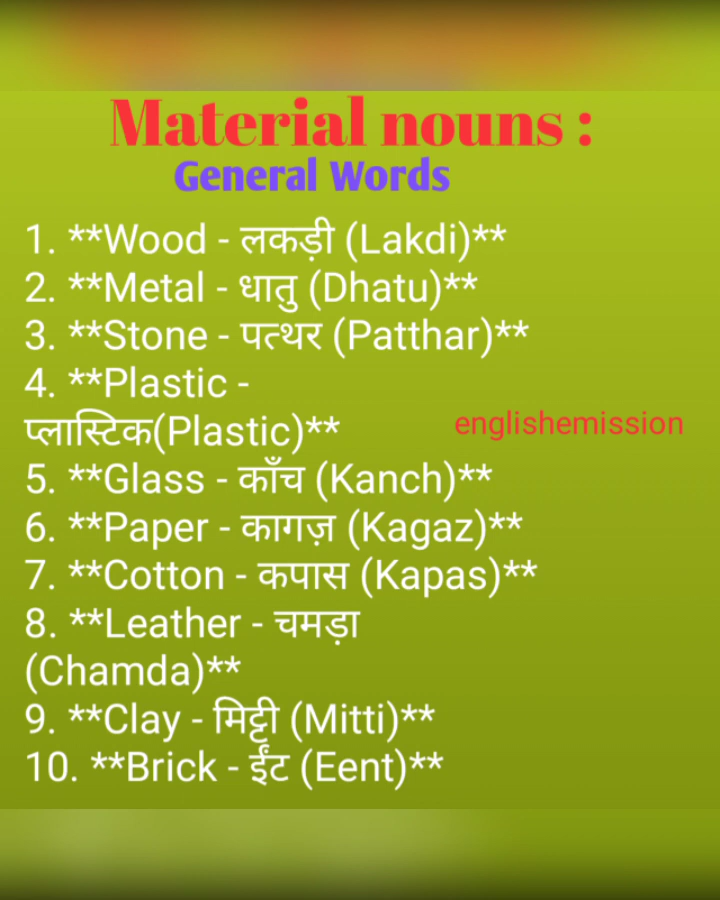 Material nouns :
General Words
1. **Wood - लकड़ी (Lakdi)**
2. **Metal - धातु (Dhatu)**
3. **Stone - पत्थर (Patthar)**
4. **Plastic -
प्लास्टिक(Plastic)**
englishemission
5. **Glass - काँच (Kanch)**
6. **Paper - कागज़ (Kagaz)**
7. **Cotton - कपास (Kapas)**
8. **Leather - चमड़ा
(Chamda)**
9. **Clay - मिट्टी (Mitti)**
10. **Brick - ईंट (Eent)**